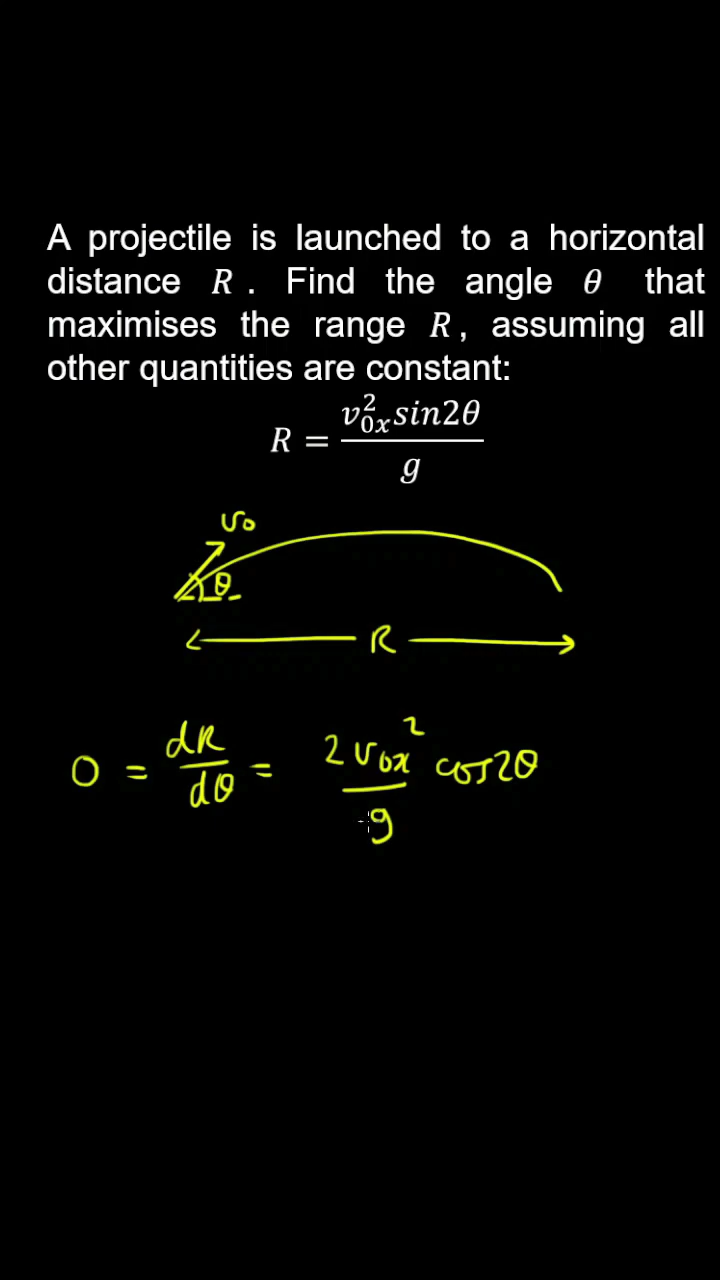 A projectile is launched to a horizontal
distance R . Find the angle θ that
maximises the range R, assuming all
other quantities are constant:
R = v₀ₓ² sin2θ / g
v₀
θ
R
0 = dR/dθ = 2v₀ₓ²/g cos2θ